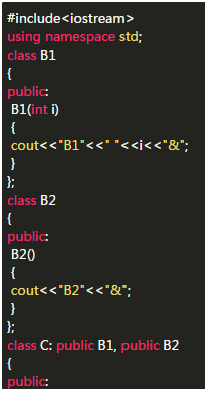 #include<iostream>
using namespace std;
class B1
{
public:
B1(int i)
{
cout<<"B1"<<" "<<i<<"&";
}
};
class B2
{
public:
B2()
{
cout<<"B2"<<"&";
}
};
class C: public B1, public B2
{
public: